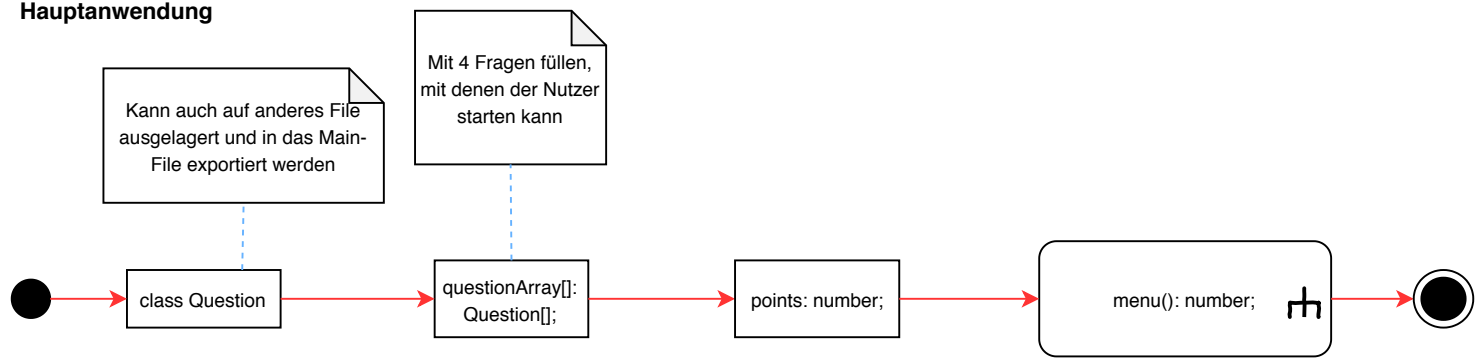 Hauptanwendung
Kann auch auf anderes File
ausgelagert und in das Main-
File exportiert werden
Mit 4 Fragen füllen,
mit denen der Nutzer
starten kann
class Question
questionArray[]:
Question[];
points: number;
menu(): number;